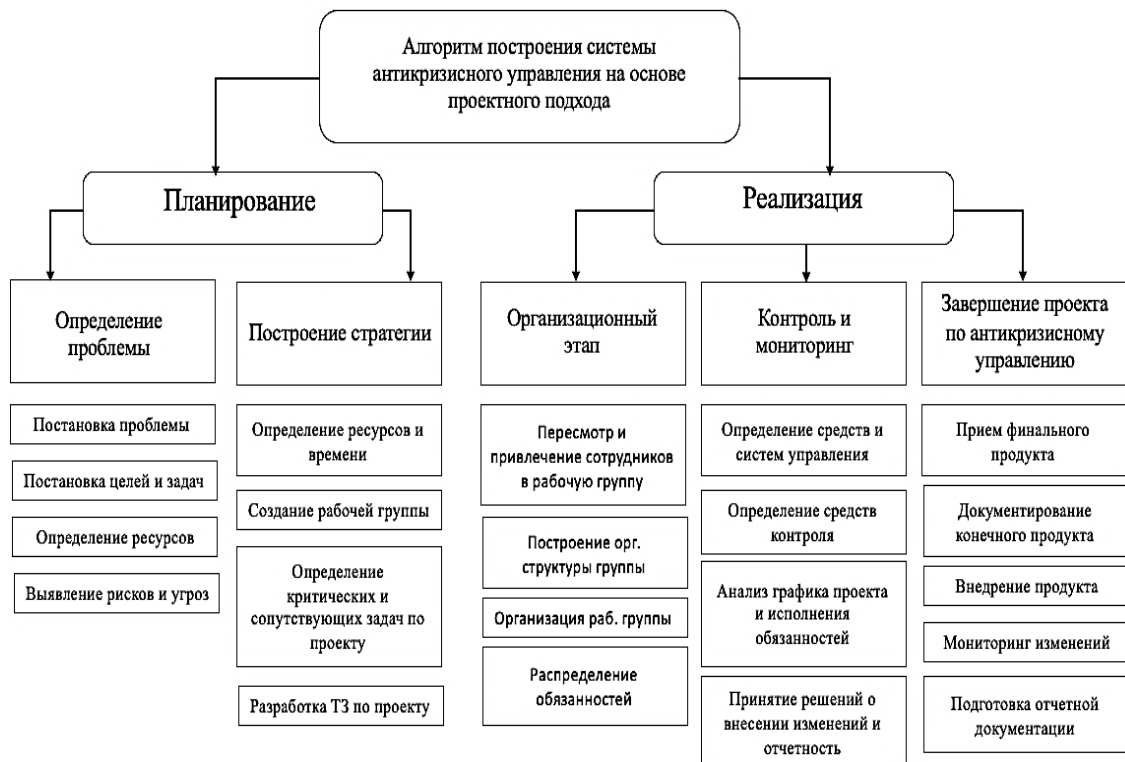 Алгоритм построения системы
антикризисного управления на основе
проектного подхода
Планирование
Реализация
Определение
проблемы
Построение стратегии
Организационный
этап
Контроль и
мониторинг
Завершение проекта
по антикризисному
управлению
Постановка проблемы
Постановка целей и задач
Определение ресурсов
Выявление рисков и угроз
Определение ресурсов и
времени
Создание рабочей группы
Определение
критических и
сопутствующих задач по
проекту
Разработка ТЗ по проекту
Пересмотр и
привлечение сотрудников
в рабочую группу
Построение орг.
структуры группы
Организация раб. группы
Распределение
обязанностей
Определение средств и
систем управления
Определение средств
контроля
Анализ графика проекта
и исполнения
обязанностей
Принятие решений о
внесении изменений и
отчетность
Прием финального
продукта
Документирование
конечного продукта
Внедрение продукта
Мониторинг изменений
Подготовка отчетной
документации